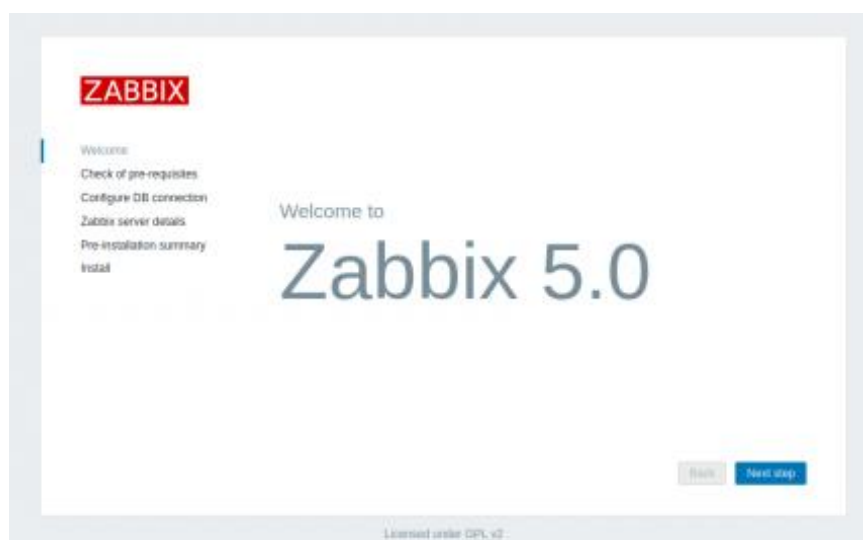 ZABBIX
Welcome
Check of pre-requisites
Configure DB connection
Zabbix server details
Pre-installation summary
Install
Welcome to
Zabbix 5.0
Back
Next step
Licensed under GPL v2